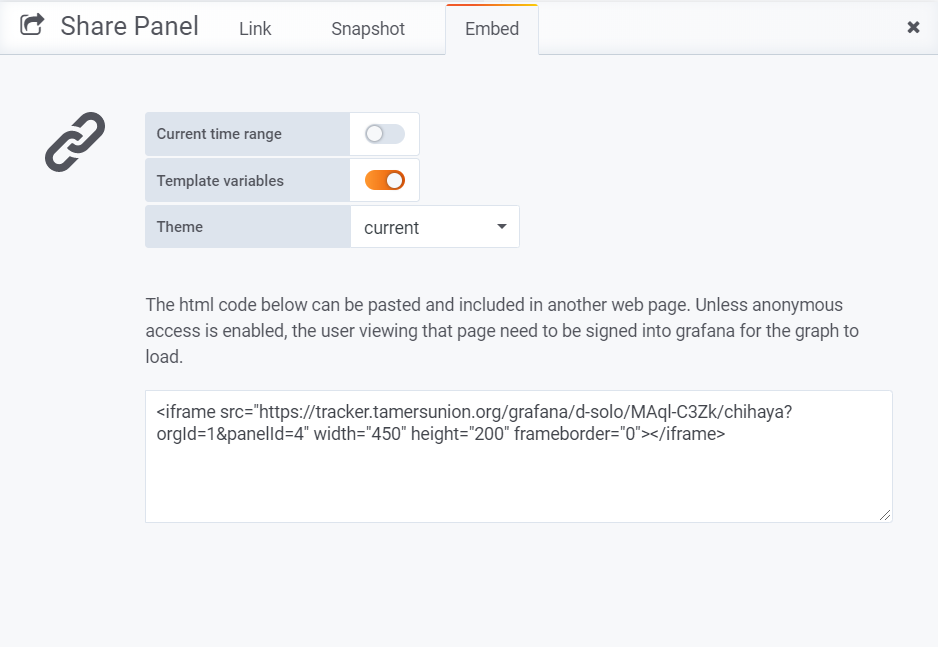 Share Panel
Link
Snapshot
Embed
Current time range
Template variables
Theme
current
The html code below can be pasted and included in another web page. Unless anonymous
access is enabled, the user viewing that page need to be signed into grafana for the graph to
load.
<iframe src="https://tracker.tamersunion.org/grafana/d-solo/MAql-C3Zk/chihaya?
orgId=1&panelId=4" width="450" height="200" frameborder="0"></iframe>